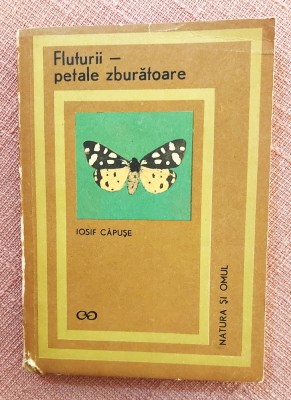 Fluturii —
petale zburătoare
IOSIF CĂPUȘE
NATURA ȘI OMUL